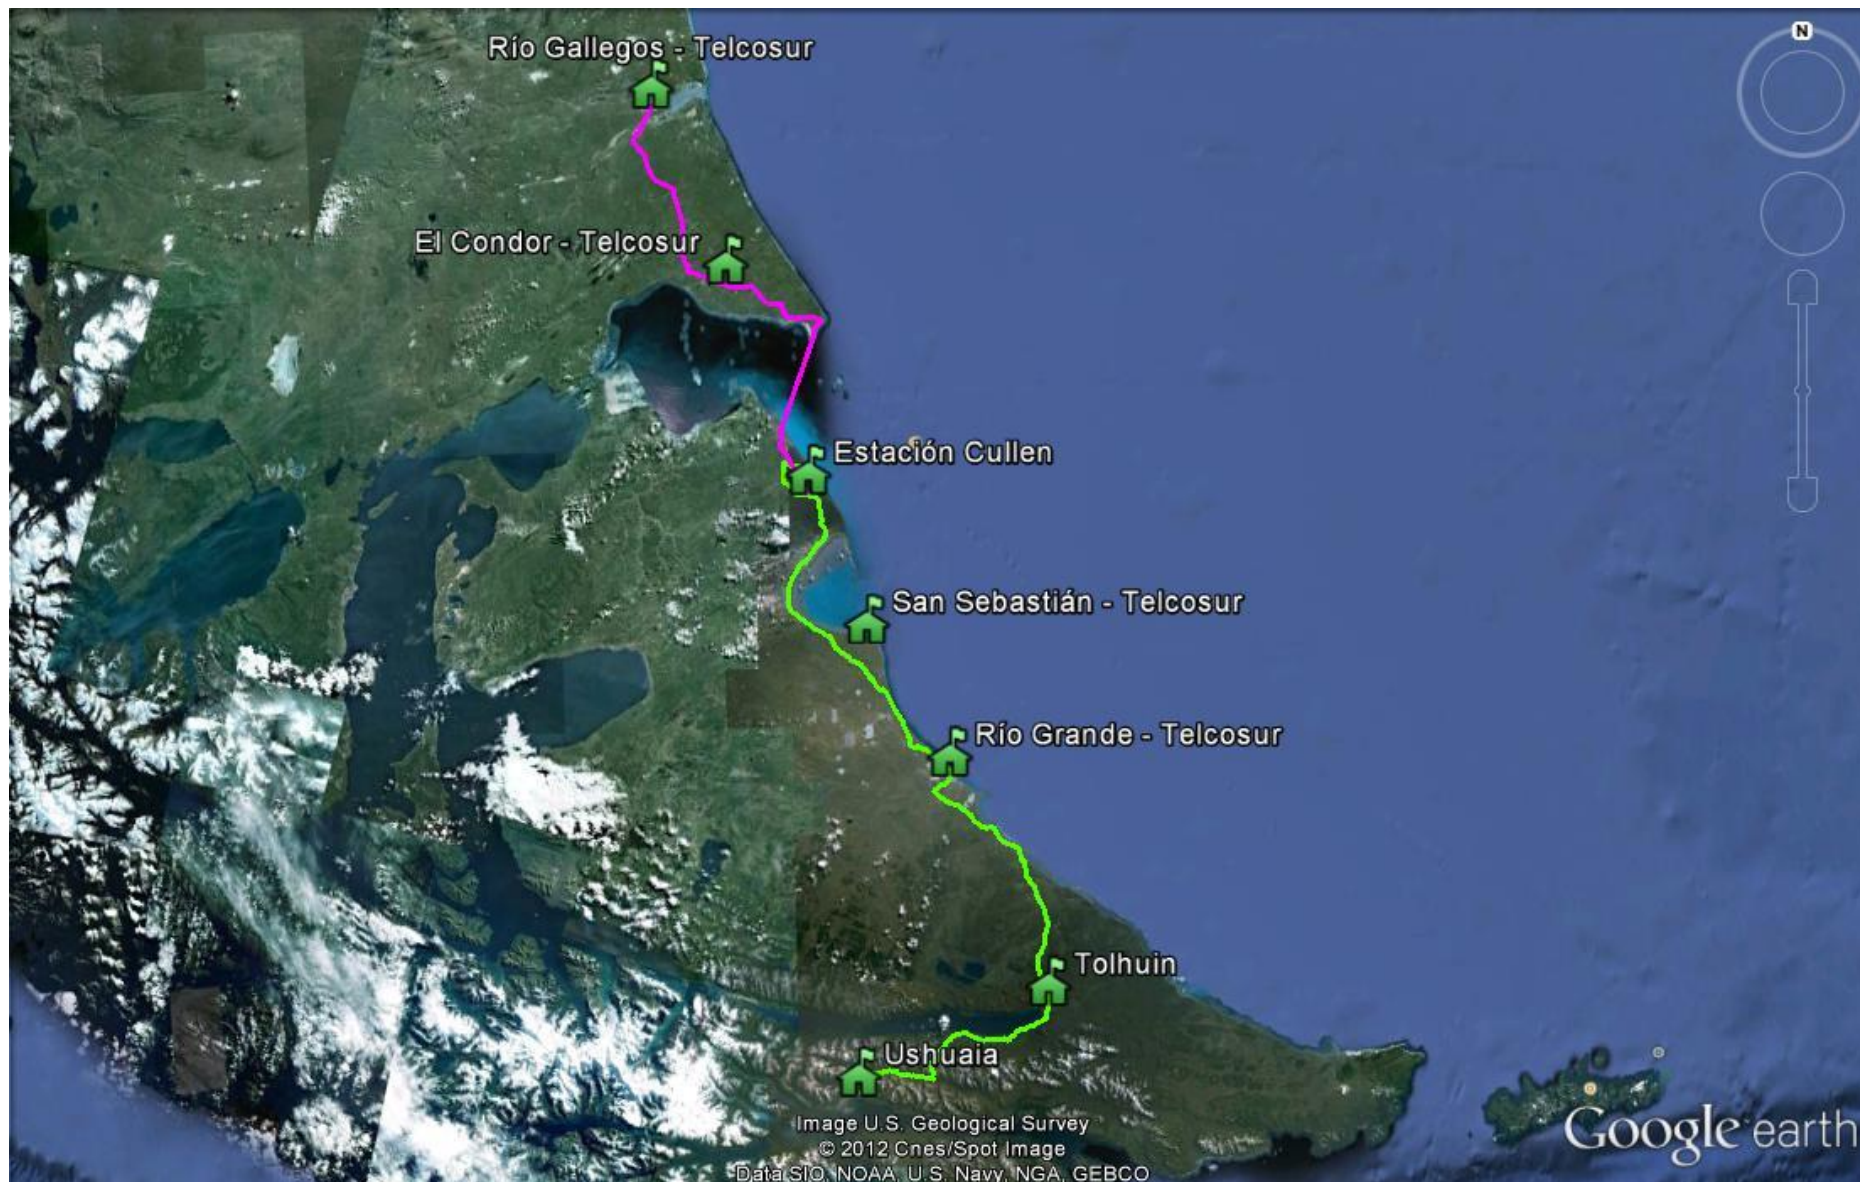 N
Río Gallegos - Telcosur
El Condor - Telcosur
Estación Cullen
San Sebastián - Telcosur
Río Grande - Telcosur
Tolhuin
Ushuaia
Image U.S. Geological Survey
© 2012 Cnes/Spot Image
Data SIO, NOAA, U.S. Navy, NGA, GEBCO
Google earth